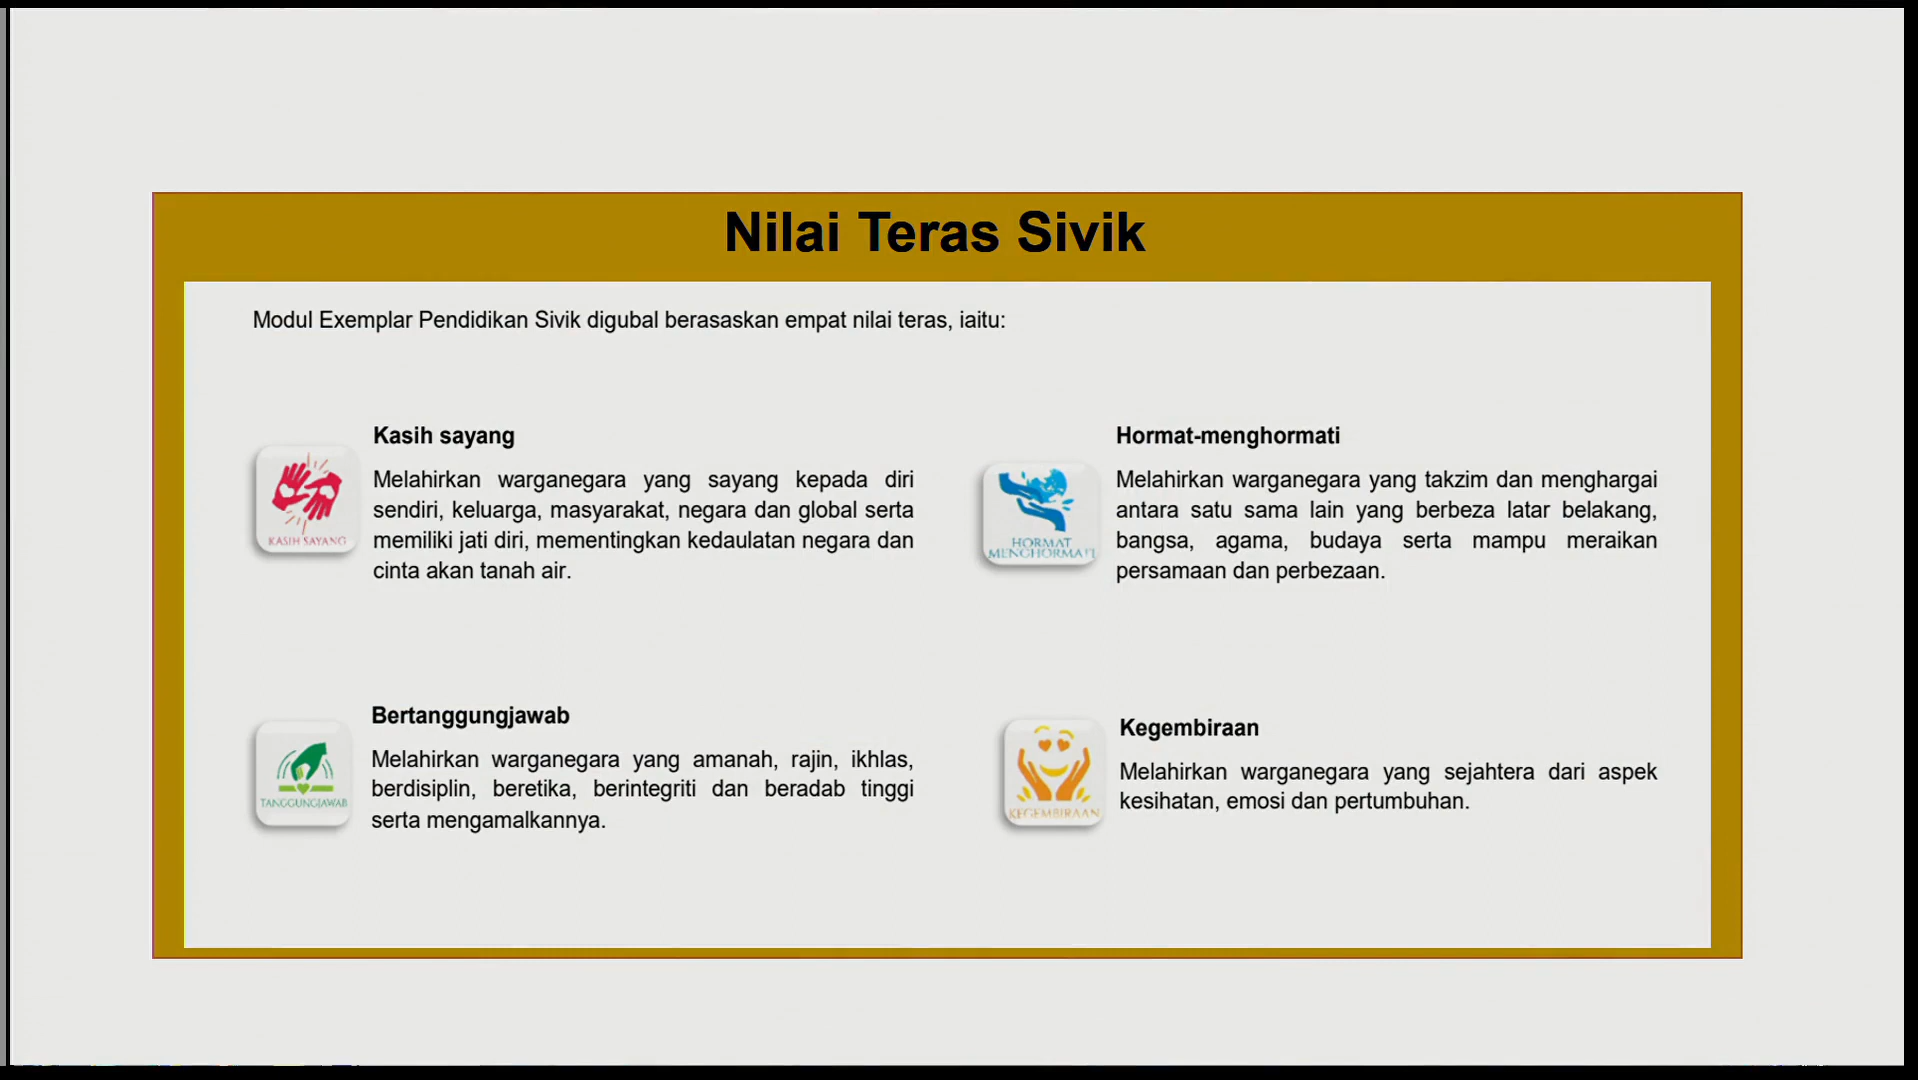 Nilai Teras Sivik
Modul Exemplar Pendidikan Sivik digubal berasaskan empat nilai teras, iaitu:
Kasih sayang
Melahirkan warganegara yang sayang kepada diri
sendiri, keluarga, masyarakat, negara dan global serta
memiliki jati diri, mementingkan kedaulatan negara dan
cinta akan tanah air.
KASIH SAYANG
Hormat-menghormati
Melahirkan warganegara yang takzim dan menghargai
antara satu sama lain yang berbeza latar belakang,
bangsa, agama, budaya serta mampu meraikan
persamaan dan perbezaan.
HORMAT
MENGHORMATI
Bertanggungjawab
Melahirkan warganegara yang amanah, rajin, ikhlas,
berdisiplin, beretika, berintegriti dan beradab tinggi
serta mengamalkannya.
TANGGUNGJAWAB
Kegembiraan
Melahirkan warganegara yang sejahtera dari aspek
kesihatan, emosi dan pertumbuhan.
KEGEMBIRAAN